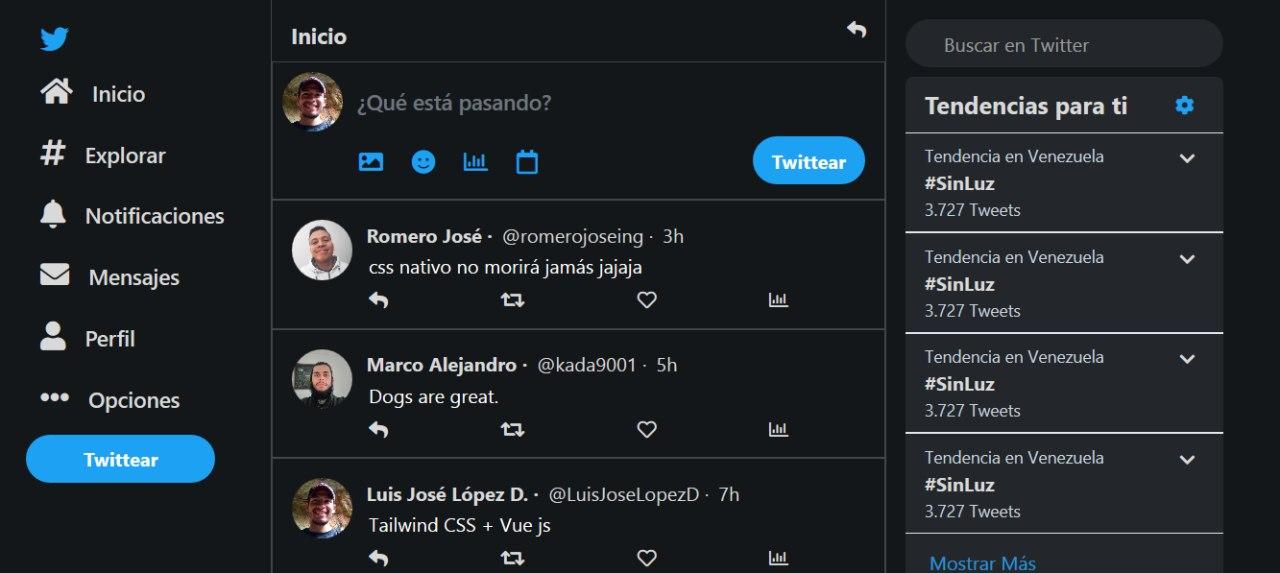 Inicio
Explorar
Notificaciones
Mensajes
Perfil
Opciones
Twittear
Inicio
¿Qué está pasando?
Twittear
Romero José · @romerojoseing · 3h
css nativo no morirá jamás jajaja
Marco Alejandro · @kada9001 · 5h
Dogs are great.
Luis José López D. · @LuisJoseLopezD · 7h
Tailwind CSS + Vue js
Buscar en Twitter
Tendencias para ti
Tendencia en Venezuela
#SinLuz
3.727 Tweets
Tendencia en Venezuela
#SinLuz
3.727 Tweets
Tendencia en Venezuela
#SinLuz
3.727 Tweets
Tendencia en Venezuela
#SinLuz
3.727 Tweets
Mostrar Más